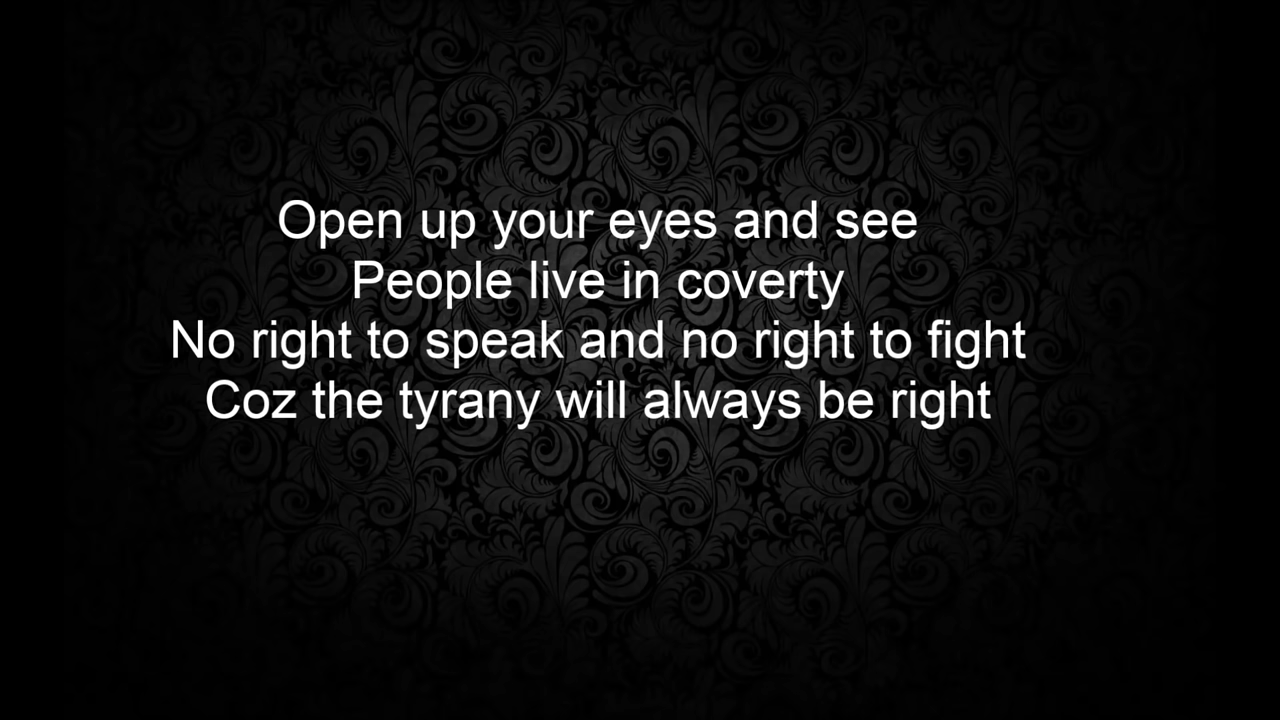 Open up your eyes and see
People live in coverty
No right to speak and no right to fight
Coz the tyrany will always be right